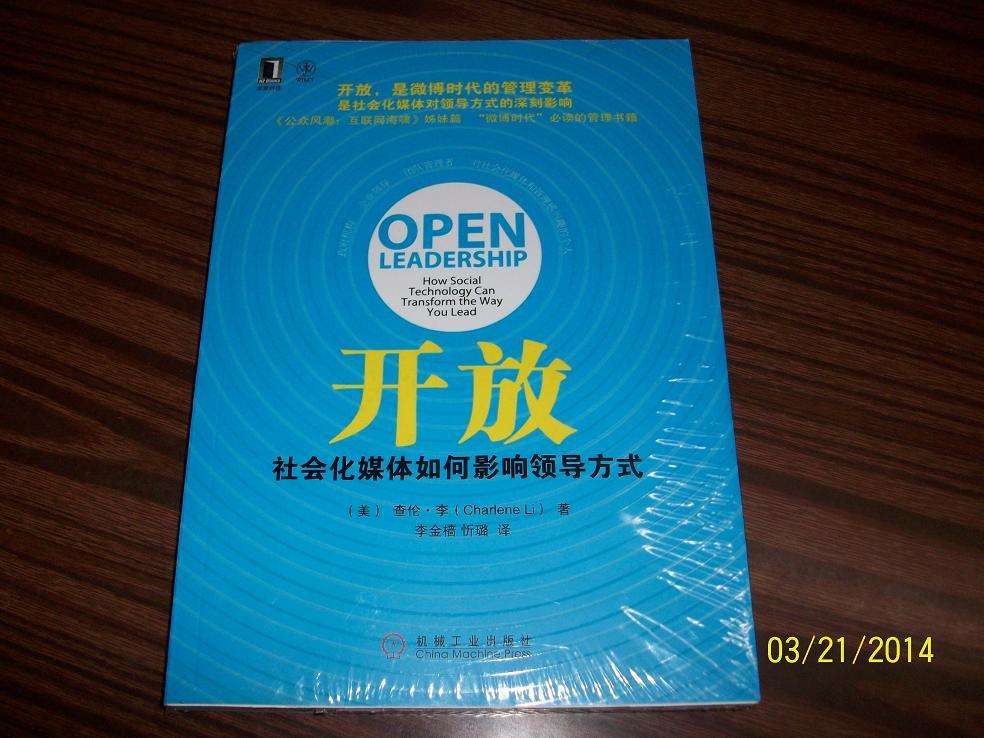 开放，是微博时代的管理变革
是社会化媒体对领导方式的深刻影响
《公众风潮：互联网海啸》姊妹篇 “微博时代”必读的管理书籍
OPEN
LEADERSHIP
How Social
Technology Can
Transform the Way
You Lead
开放
社会化媒体如何影响领导方式
（美） 查伦·李（Charlene Li） 著
李金樯 忻璐 译
机械工业出版社
China Machine Press
03/21/2014